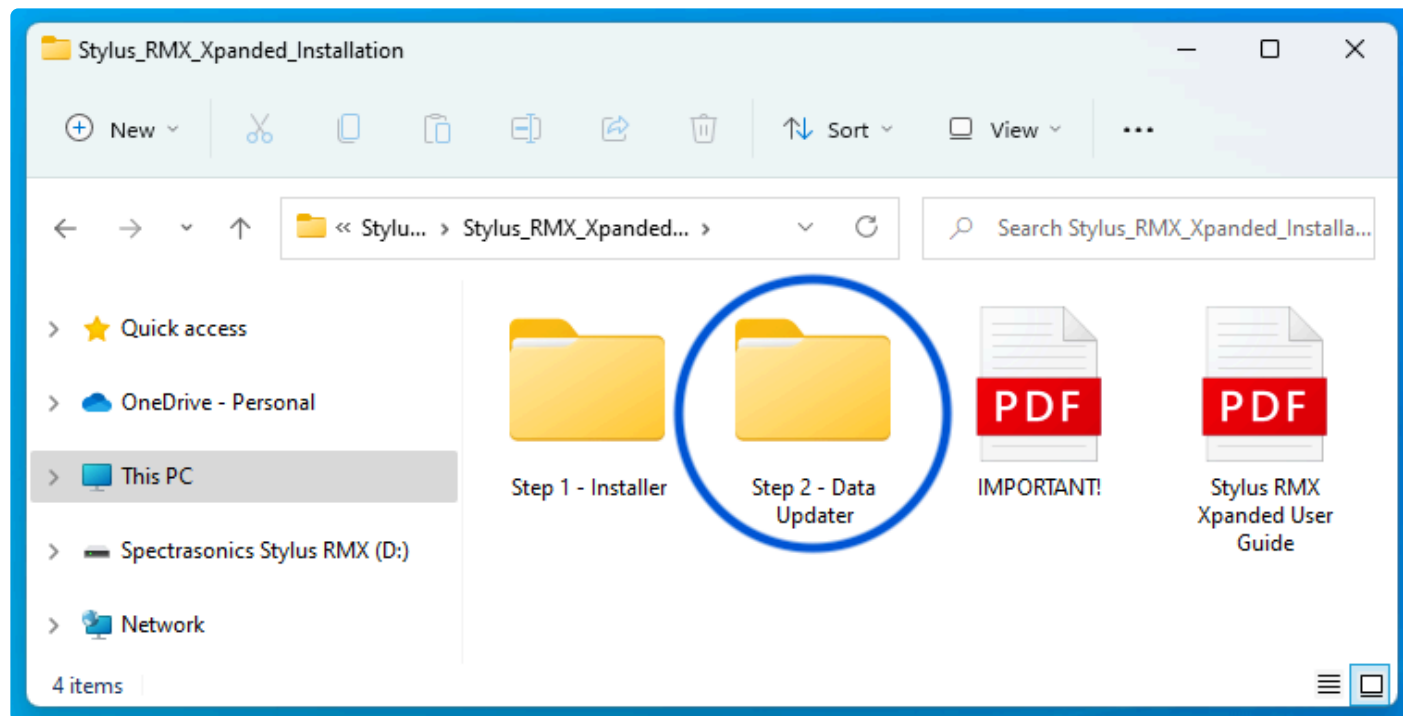 Stylus_RMX_Xpanded_Installation
New
Sort
View
« Stylu... > Stylus_RMX_Xpanded... >
Search Stylus_RMX_Xpanded_Installa...
Quick access
OneDrive - Personal
This PC
Spectrasonics Stylus RMX (D:)
Network
Step 1 - Installer
Step 2 - Data
Updater
PDF
IMPORTANT!
PDF
Stylus RMX
Xpanded User
Guide
4 items